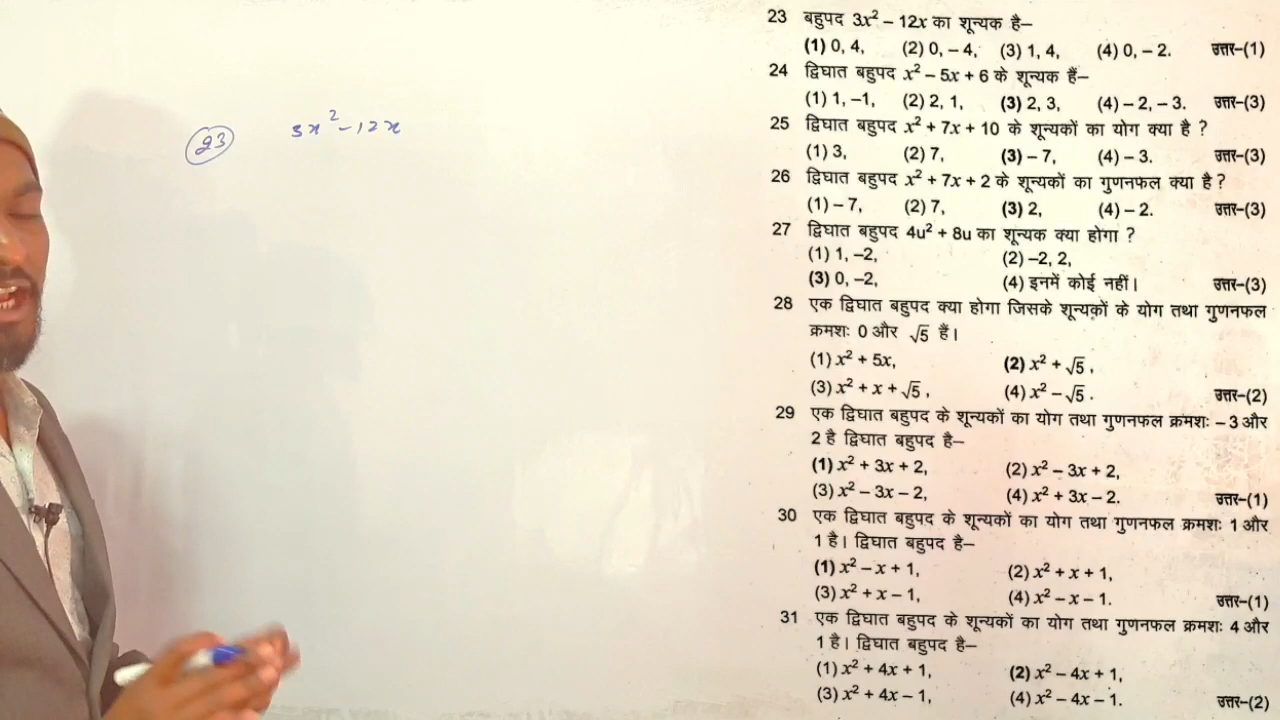 23 3x² – 12x
23 बहुपद 3x² – 12x का शून्यक है–
(1) 0, 4, (2) 0, – 4, (3) 1, 4, (4) 0, – 2. उत्तर–(1)
24 द्विघात बहुपद x² – 5x + 6 के शून्यक हैं–
(1) 1, –1, (2) 2, 1, (3) 2, 3, (4) – 2, – 3. उत्तर–(3)
25 द्विघात बहुपद x² + 7x + 10 के शून्यकों का योग क्या है ?
(1) 3, (2) 7, (3) – 7, (4) – 3. उत्तर–(3)
26 द्विघात बहुपद x² + 7x + 2 के शून्यकों का गुणनफल क्या है ?
(1) – 7, (2) 7, (3) 2, (4) – 2. उत्तर–(3)
27 द्विघात बहुपद 4u² + 8u का शून्यक क्या होगा ?
(1) 1, –2, (2) –2, 2,
(3) 0, –2, (4) इनमें कोई नहीं। उत्तर–(3)
28 एक द्विघात बहुपद क्या होगा जिसके शून्यकों के योग तथा गुणनफल
क्रमशः 0 और √5 हैं।
(1) x² + 5x, (2) x² + √5 ,
(3) x² + x + √5 , (4) x² – √5 . उत्तर–(2)
29 एक द्विघात बहुपद के शून्यकों का योग तथा गुणनफल क्रमशः – 3 और
2 है द्विघात बहुपद है–
(1) x² + 3x + 2, (2) x² – 3x + 2,
(3) x² – 3x – 2, (4) x² + 3x – 2. उत्तर–(1)
30 एक द्विघात बहुपद के शून्यकों का योग तथा गुणनफल क्रमशः 1 और
1 है। द्विघात बहुपद है–
(1) x² – x + 1, (2) x² + x + 1,
(3) x² + x – 1, (4) x² – x – 1. उत्तर–(1)
31 एक द्विघात बहुपद के शून्यकों का योग तथा गुणनफल क्रमशः 4 और
1 है। द्विघात बहुपद है–
(1) x² + 4x + 1, (2) x² – 4x + 1,
(3) x² + 4x – 1, (4) x² – 4x – 1. उत्तर–(2)